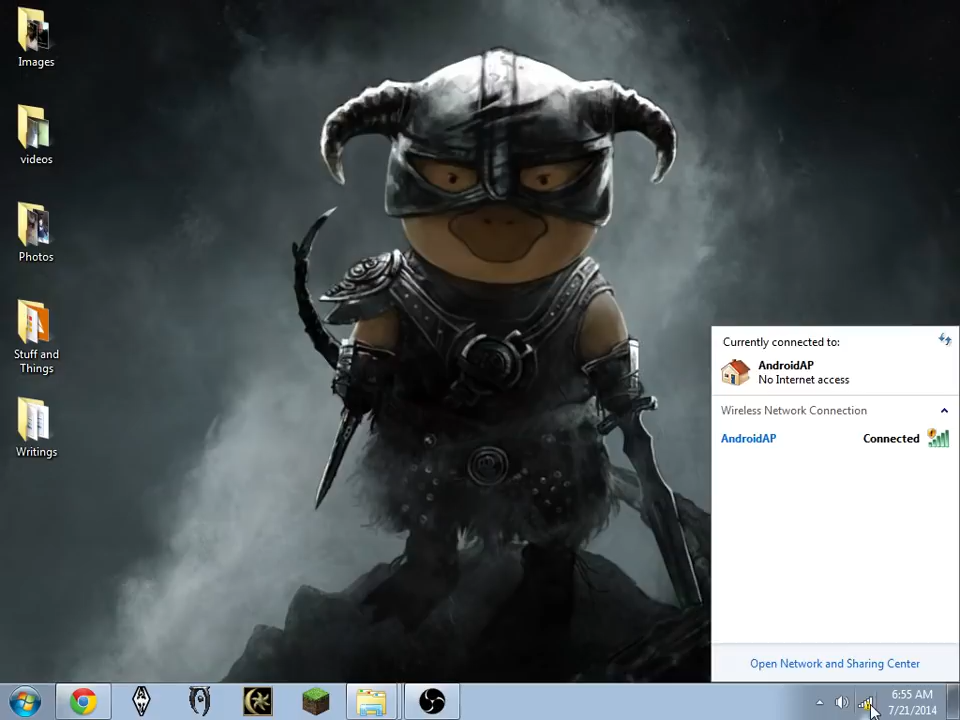 Images
videos
Photos
Stuff and
Things
Writings
Currently connected to:
AndroidAP
No Internet access
Wireless Network Connection
AndroidAP Connected
Open Network and Sharing Center
6:55 AM
7/21/2014